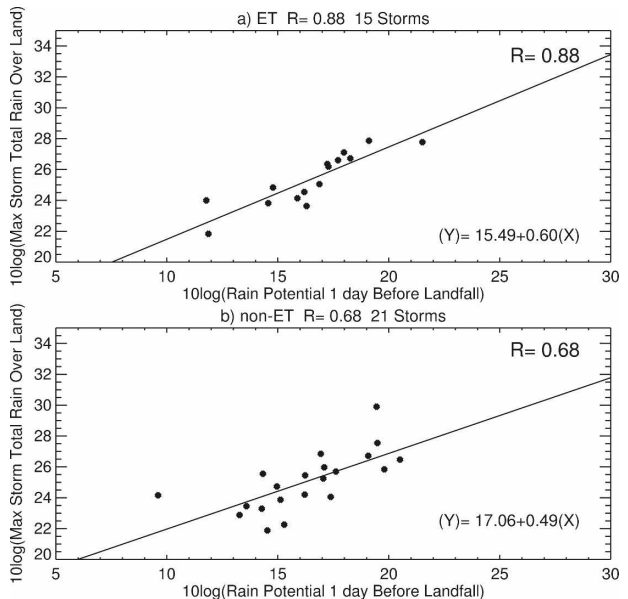 a) ET R= 0.88 15 Storms
10log(Max Storm Total Rain Over Land)
34
32
30
28
26
24
22
20
R= 0.88
(Y)= 15.49+0.60(X)
5 10 15 20 25 30
10log(Rain Potential 1 day Before Landfall)
b) non-ET R= 0.68 21 Storms
10log(Max Storm Total Rain Over Land)
34
32
30
28
26
24
22
20
R= 0.68
(Y)= 17.06+0.49(X)
5 10 15 20 25 30
10log(Rain Potential 1 day Before Landfall)